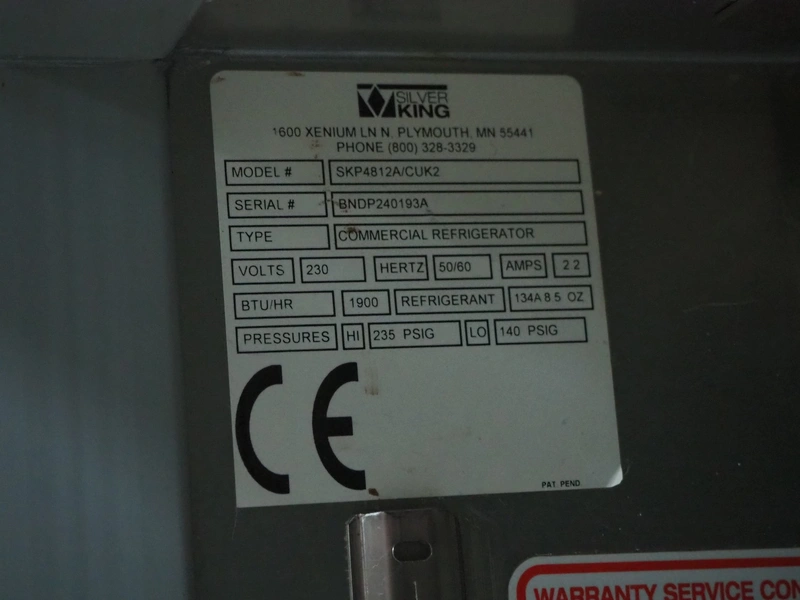 SILVER
KING
1600 XENIUM LN N. PLYMOUTH, MN 55441
PHONE (800) 328-3329
MODEL # SKP4812A/CUK2
SERIAL # BNDP240193A
TYPE COMMERCIAL REFRIGERATOR
VOLTS 230 HERTZ 50/60 AMPS 2.2
BTU/HR 1900 REFRIGERANT 134A 8.5 OZ
PRESSURES HI 235 PSIG LO 140 PSIG
CE
PAT. PEND.
WARRANTY SERVICE CON